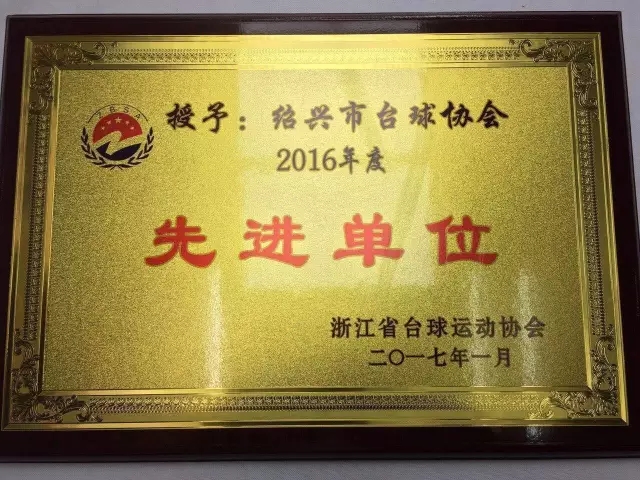 授予：绍兴市台球协会
2016年度
先进单位
浙江省台球运动协会
二〇一七年一月